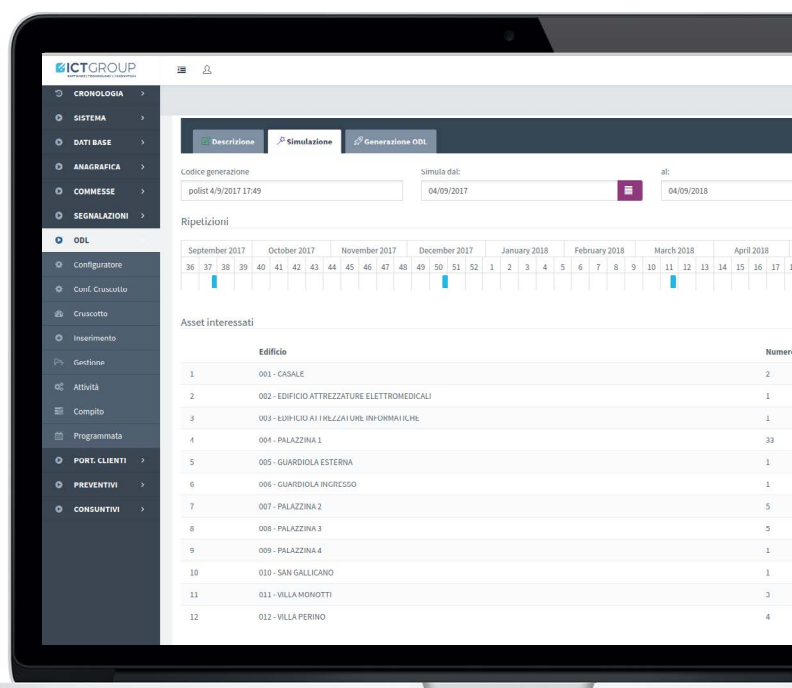 ICTGROUP
CRONOLOGIA
SISTEMA
DATI BASE
ANAGRAFICA
COMMESSE
SEGNALAZIONI
ODL
Configuratore
Conf. Cruscotto
Cruscotto
Inserimento
Gestione
Attività
Compito
Programmata
PORT. CLIENTI
PREVENTIVI
CONSUNTIVI
Descrizione Simulazione Generazione ODL
Codice generazione Simula dal: al:
polist 4/9/2017 17:49 04/09/2017 04/09/2018
Ripetizioni
September 2017 October 2017 November 2017 December 2017 January 2018 February 2018 March 2018 April 2018
36 37 38 39 40 41 42 43 44 45 46 47 48 49 50 51 52 1 2 3 4 5 6 7 8 9 10 11 12 13 14 15 16 17
Asset interessati
Edificio Numero
1 001 - CASALE 2
2 002 - EDIFICIO ATTREZZATURE ELETTROMEDICALI 1
3 003 - EDIFICIO ATTREZZATURE INFORMATICHE 1
4 004 - PALAZZINA 1 33
5 005 - GUARDIOLA ESTERNA 1
6 006 - GUARDIOLA INGRESSO 1
7 007 - PALAZZINA 2 5
8 008 - PALAZZINA 3 5
9 009 - PALAZZINA 4 1
10 010 - SAN GALLICANO 1
11 011 - VILLA MONOTTI 3
12 012 - VILLA PERINO 4